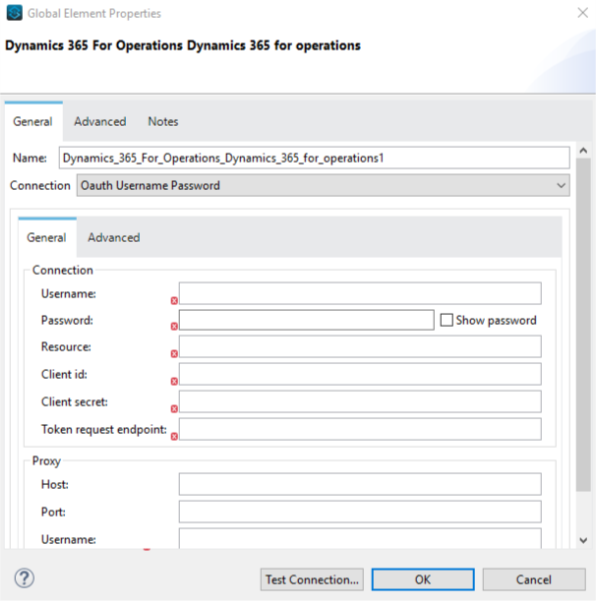 Global Element Properties
Dynamics 365 For Operations Dynamics 365 for operations
General Advanced Notes
Name: Dynamics_365_For_Operations_Dynamics_365_for_operations1
Connection Oauth Username Password
General Advanced
Connection
Username:
Password: Show password
Resource:
Client id:
Client secret:
Token request endpoint:
Proxy
Host:
Port:
Username:
? Test Connection... OK Cancel